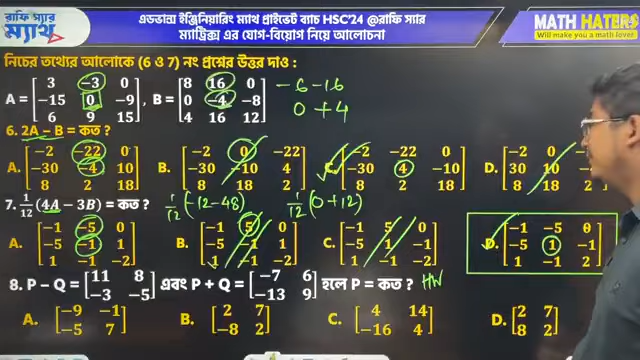 রাফি স্যার
ম্যাথ
এডভান্স ইঞ্জিনিয়ারিং ম্যাথ প্রাইভেট ব্যাচ HSC'24 @রাফি স্যার
ম্যাট্রিক্স এর যোগ-বিয়োগ নিয়ে আলোচনা
MATH HATERS
Will make you a math lover
নিচের তথ্যের আলোকে (6 ও 7) নং প্রশ্নের উত্তর দাও :
A = [3 −3 0; −15 0 −9; 6 9 15], B = [8 16 0; 0 −4 −8; 4 16 12]
−6−16
0 + 4
6. 2A − B = কত ?
A. [−2 −22 0; −30 −4 10; 8 2 18] B. [−2 0 −22; −30 −10 4; 8 18 2] C. [−2 −22 0; −30 4 −10; 8 2 18] D. [−2 0; 30 10; 8 18]
7. 1/12 (4A − 3B) = কত ? 1/12 (−12−48) 1/12 (0+12)
A. [−1 −5 0; −5 −1 1; 1 −1 −2] B. [−1 5 0; −5 −1 1; 1 −1 −2] C. [−1 5 0; −5 1 −1; 1 −1 −2] D. [−1 −5 0; −5 1 −1; 1 −1 2]
8. P − Q = [11 8; −3 −5] এবং P + Q = [−7 6; −13 9] হলে P = কত ? HW
A. [−9 −1; −5 7] B. [2 7; −8 2] C. [4 14; −16 4] D. [2 7; 8 2]